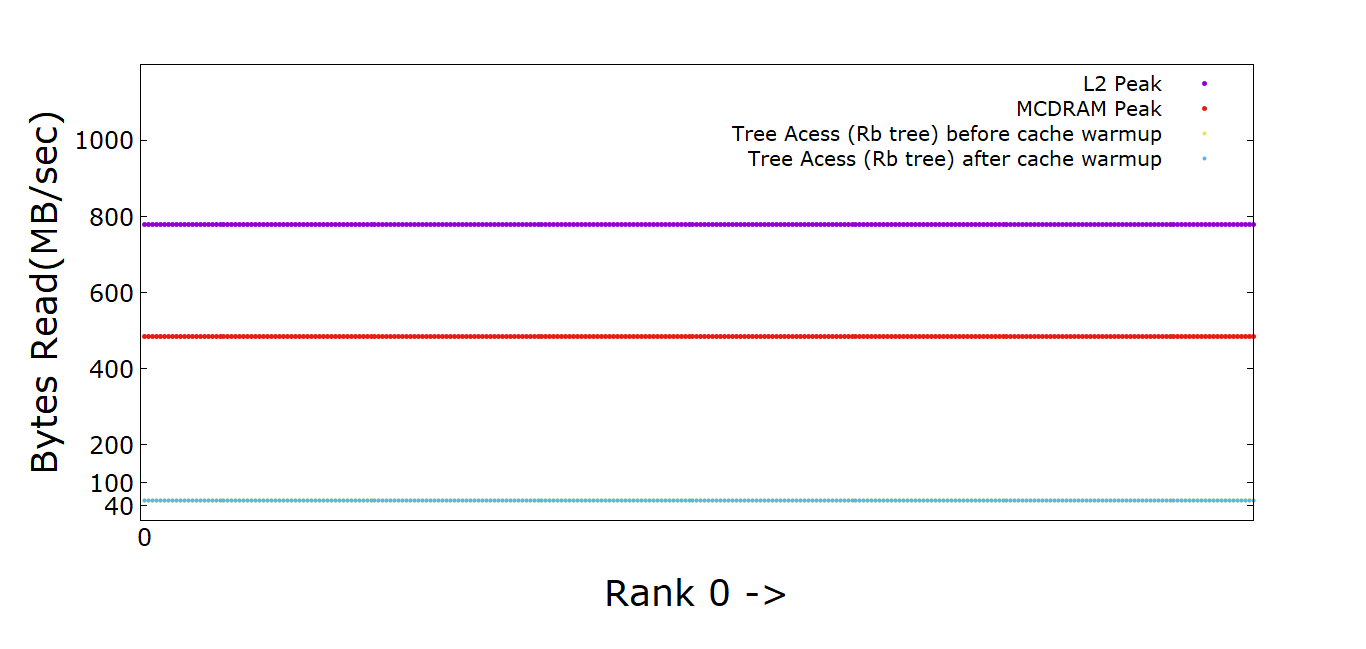 L2 Peak
MCDRAM Peak
Tree Acess (Rb tree) before cache warmup
Tree Acess (Rb tree) after cache warmup
Bytes Read(MB/sec)
1000
800
600
400
200
100
40
0
Rank 0 ->